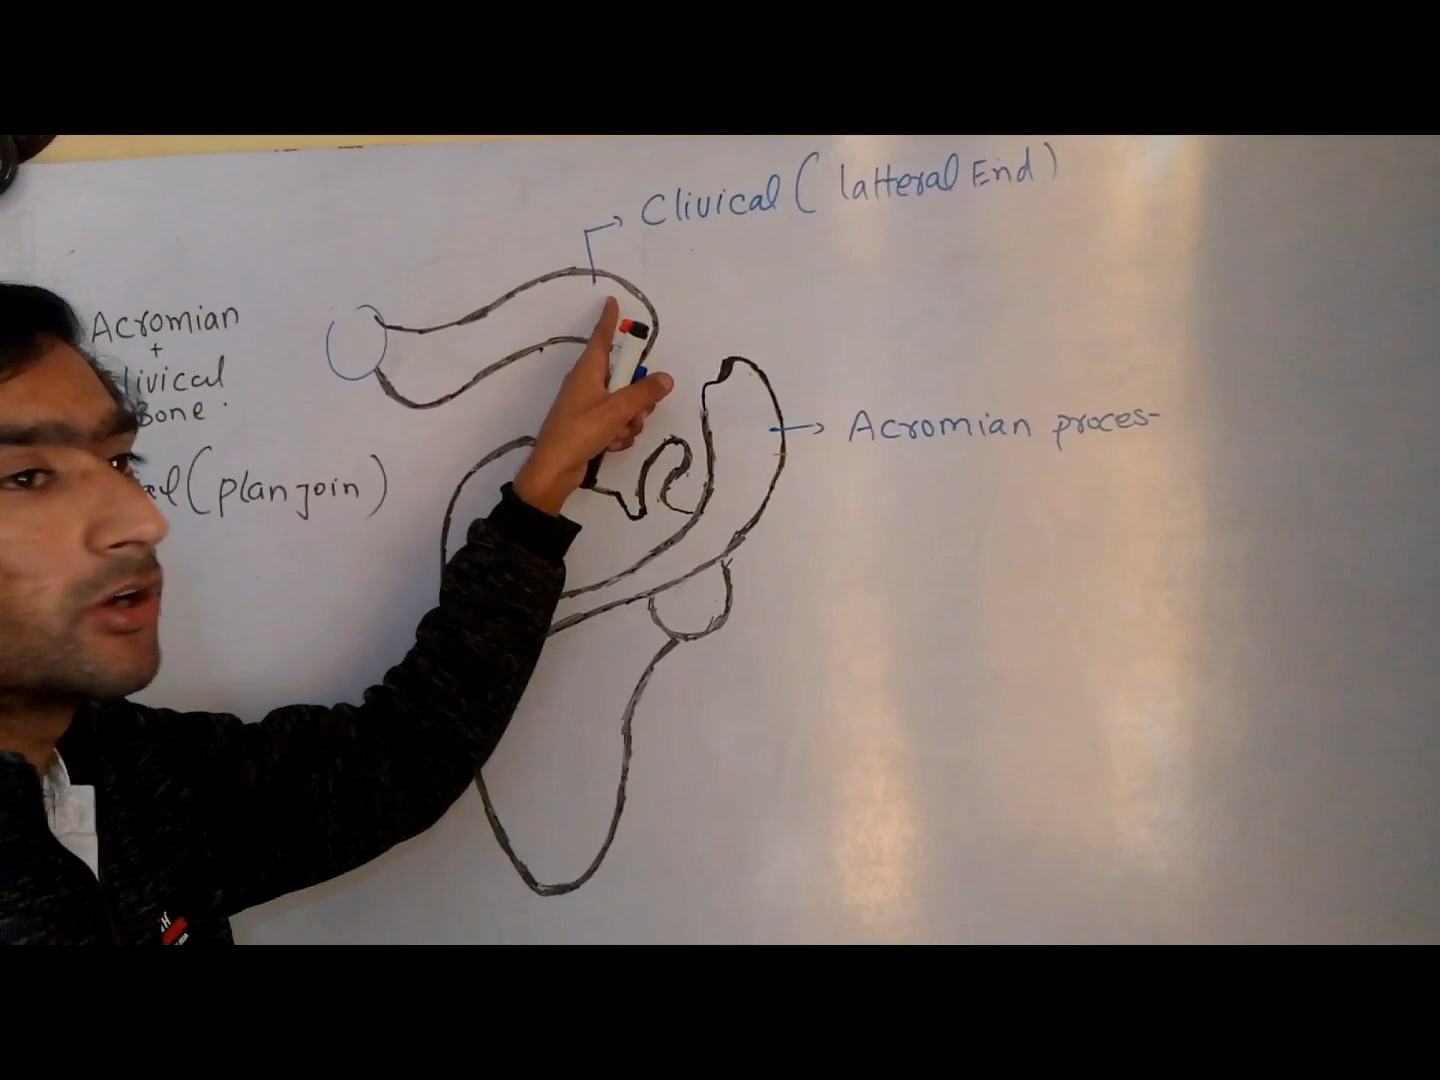 Clivical ( latteral End )
Acromian
+
livical
Bone .
( plan join )
Acromian proces-